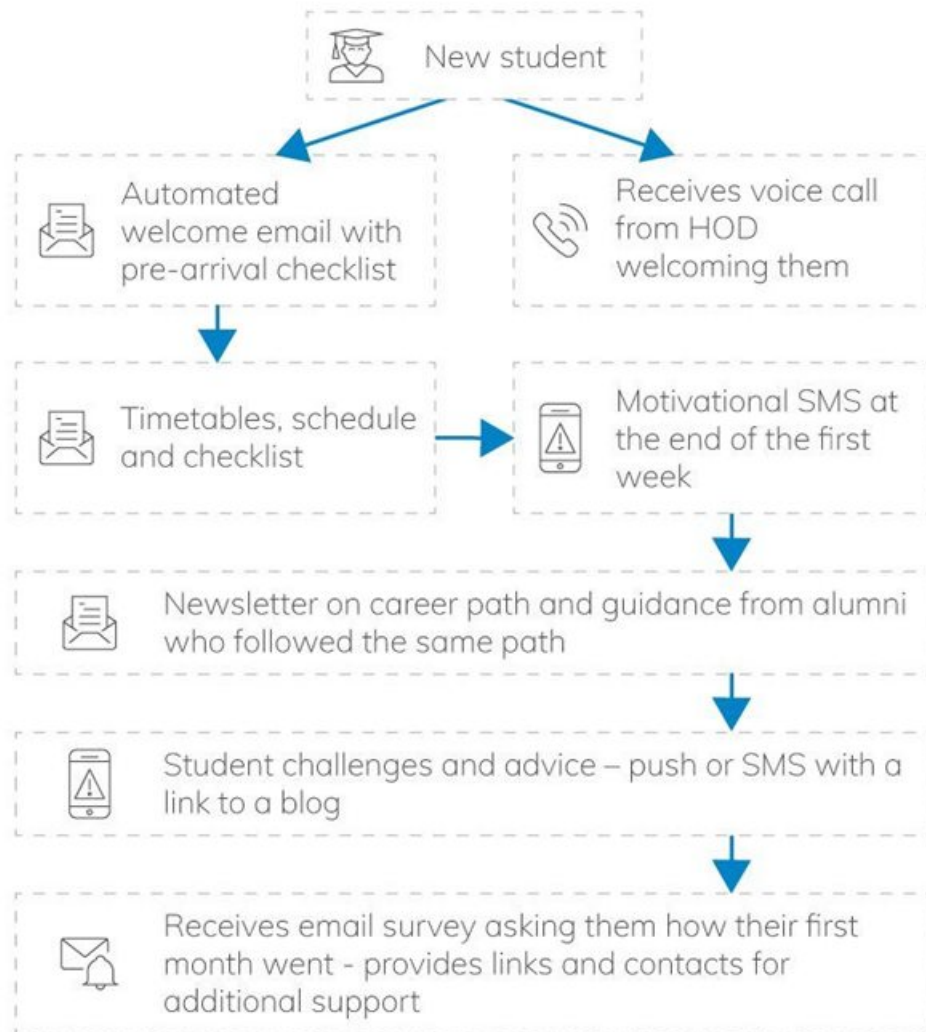 New student
Automated
welcome email with
pre-arrival checklist
Receives voice call
from HOD
welcoming them
Timetables, schedule
and checklist
Motivational SMS at
the end of the first
week
Newsletter on career path and guidance from alumni
who followed the same path
Student challenges and advice – push or SMS with a
link to a blog
Receives email survey asking them how their first
month went - provides links and contacts for
additional support